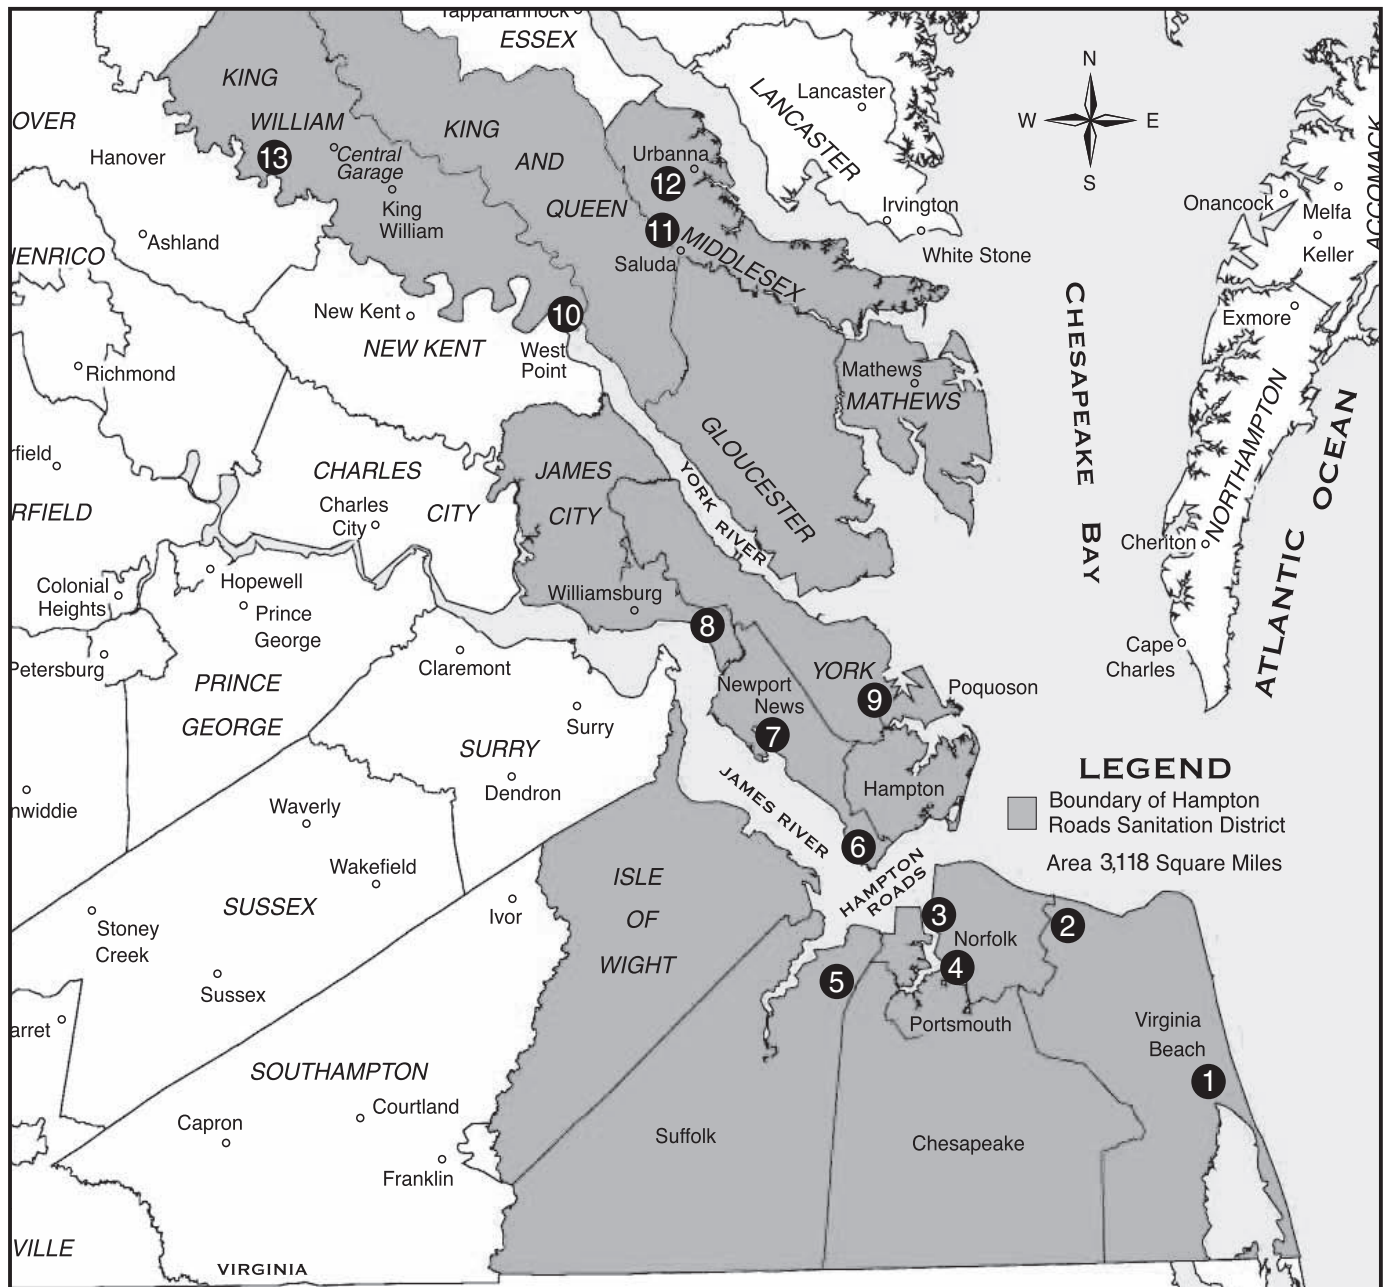 Tappahannock
ESSEX
KING
WILLIAM
13
Central
Garage
King
William
KING
AND
QUEEN
Urbanna
12
11
Saluda
MIDDLESEX
LANCASTER
Lancaster
Irvington
White Stone
N
W
E
S
Onancock
Melfa
Keller
ACCOMACK
Exmore
NORTHAMPTON
Cheriton
Cape
Charles
CHESAPEAKE
BAY
ATLANTIC OCEAN
OVER
Hanover
Ashland
HENRICO
Richmond
New Kent
NEW KENT
10
West
Point
Mathews
MATHEWS
GLOUCESTER
YORK RIVER
rfield
RFIELD
CHARLES
CITY
Charles
City
JAMES
CITY
Williamsburg
8
Colonial
Heights
Hopewell
Prince
George
Petersburg
PRINCE
GEORGE
Claremont
Surry
SURRY
Dendron
YORK
9
Poquoson
Newport
News
7
Hampton
JAMES RIVER
6
HAMPTON
ROADS
LEGEND
Boundary of Hampton
Roads Sanitation District
Area 3,118 Square Miles
nwiddie
Waverly
Wakefield
SUSSEX
Stoney
Creek
Sussex
Ivor
ISLE
OF
WIGHT
3
Norfolk
2
4
5
Portsmouth
Virginia
Beach
1
arret
SOUTHAMPTON
Capron
Courtland
Franklin
Suffolk
Chesapeake
VILLE
VIRGINIA